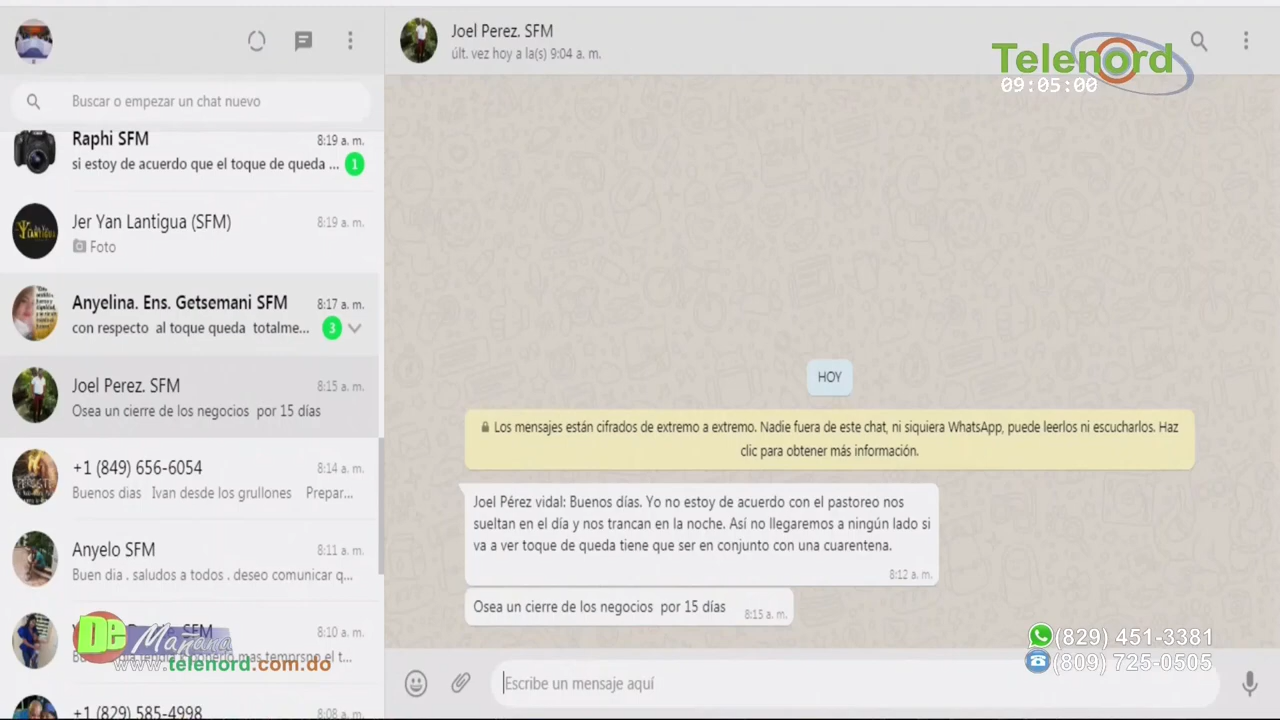 Buscar o empezar un chat nuevo
Raphi SFM
8:19 a. m.
si estoy de acuerdo que el toque de queda ...
1
Jer Yan Lantigua (SFM)
8:19 a. m.
Foto
Anyelina. Ens. Getsemani SFM
8:17 a. m.
con respecto al toque queda totalme...
3
Joel Perez. SFM
8:15 a. m.
Osea un cierre de los negocios por 15 días
+1 (849) 656-6054
8:14 a. m.
Buenos dias Ivan desde los grullones Prepar...
Anyelo SFM
8:11 a. m.
Buen dia . saludos a todos . deseo comunicar q...
SFM
8:10 a. m.
mas temprspo el t...
De Mañana
www.telenord.com.do
+1 (829) 585-4998
8:08 a. m.
Joel Perez. SFM
últ. vez hoy a la(s) 9:04 a. m.
Telenord
09:05:00
HOY
Los mensajes están cifrados de extremo a extremo. Nadie fuera de este chat, ni siquiera WhatsApp, puede leerlos ni escucharlos. Haz
clic para obtener más información.
Joel Pérez vidal: Buenos días. Yo no estoy de acuerdo con el pastoreo nos
sueltan en el día y nos trancan en la noche. Así no llegaremos a ningún lado si
va a ver toque de queda tiene que ser en conjunto con una cuarentena.
8:12 a. m.
Osea un cierre de los negocios por 15 días
8:15 a. m.
(829) 451-3381
(809) 725-0505
Escribe un mensaje aquí